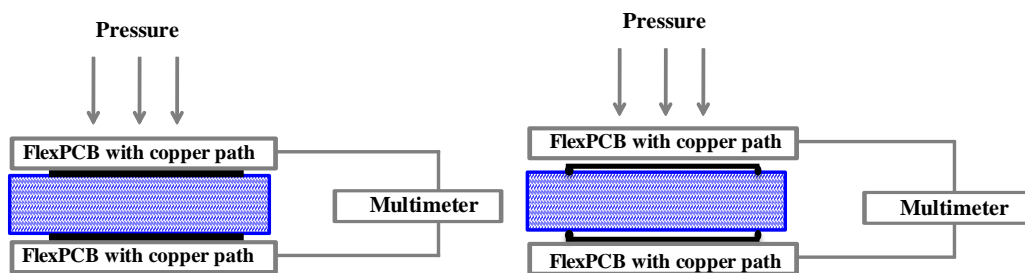 Pressure
FlexPCB with copper path
Multimeter
FlexPCB with copper path
Pressure
FlexPCB with copper path
Multimeter
FlexPCB with copper path